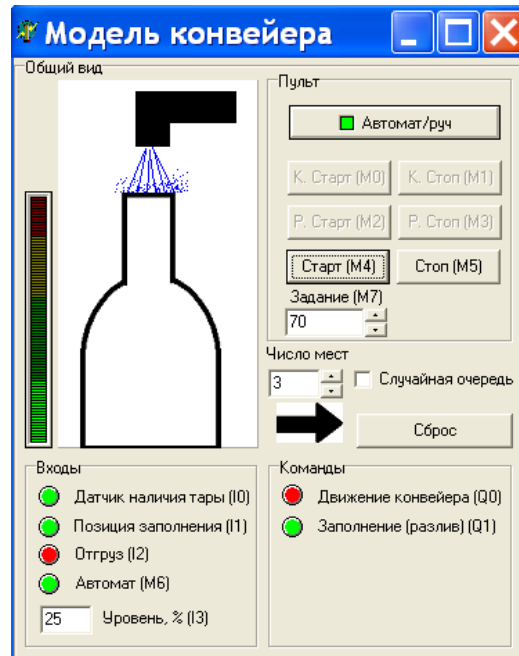 Модель конвейера
Общий вид
Пульт
Автомат/руч
К. Старт (M0) К. Стоп (M1)
Р. Старт (M2) Р. Стоп (M3)
Старт (M4) Стоп (M5)
Задание (M7)
70
Число мест
3 Случайная очередь
Сброс
Входы
Датчик наличия тары (I0)
Позиция заполнения (I1)
Отгруз (I2)
Автомат (M6)
25 Уровень, % (I3)
Команды
Движение конвейера (Q0)
Заполнение (разлив) (Q1)